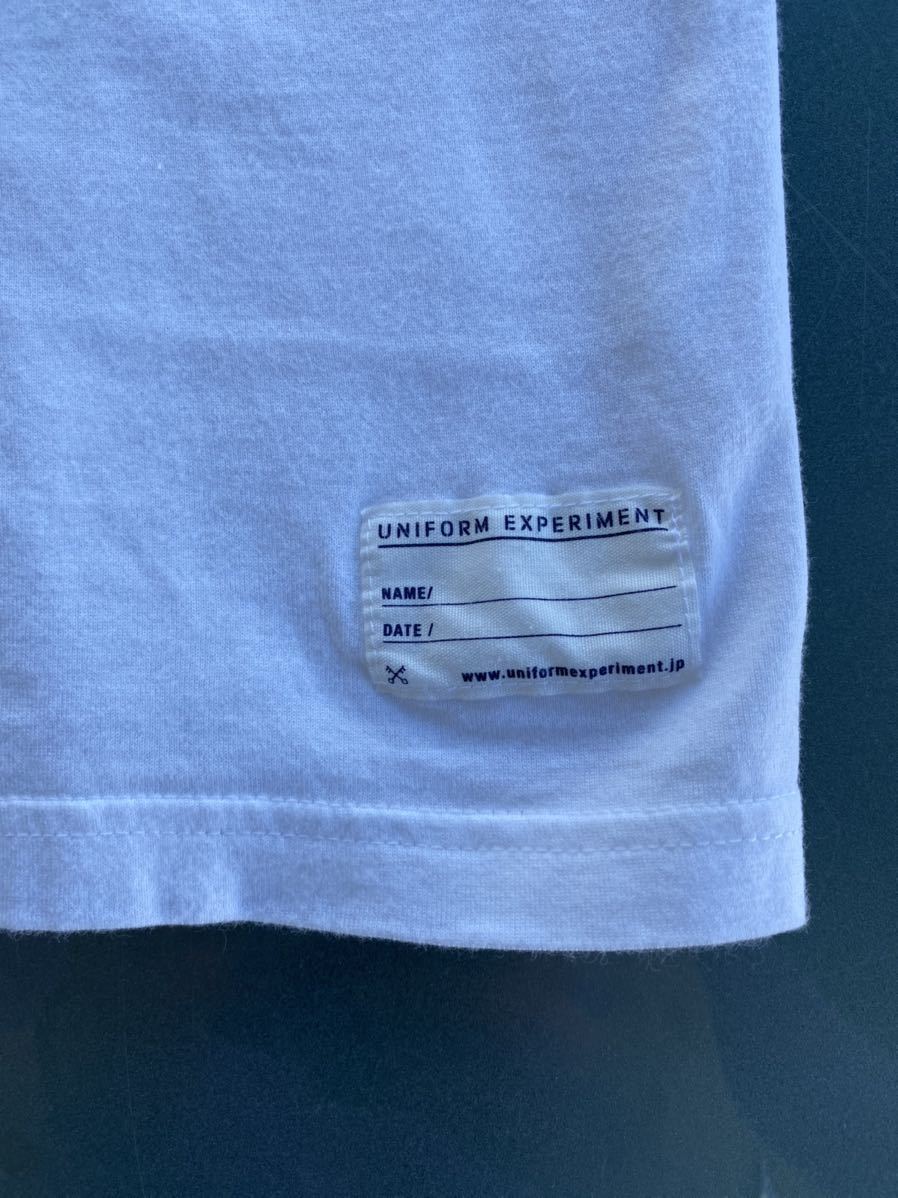 UNIFORM EXPERIMENT
NAME/
DATE /
www.uniformexperiment.jp